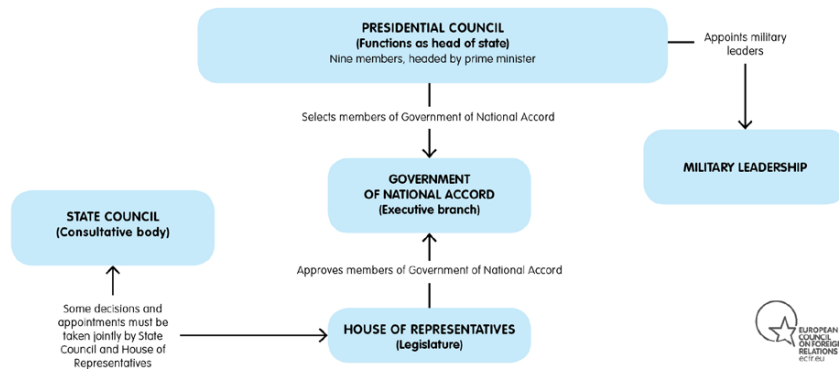 PRESIDENTIAL COUNCIL
(Functions as head of state)
Nine members, headed by prime minister
Appoints military
leaders
Selects members of Government of National Accord
MILITARY LEADERSHIP
GOVERNMENT
OF NATIONAL ACCORD
(Executive branch)
STATE COUNCIL
(Consultative body)
Approves members of Government of National Accord
Some decisions and
appointments must be
taken jointly by State
Council and House of
Representatives
HOUSE OF REPRESENTATIVES
(Legislature)
EUROPEAN
COUNCIL
ON FOREIGN
RELATIONS
ecfr.eu